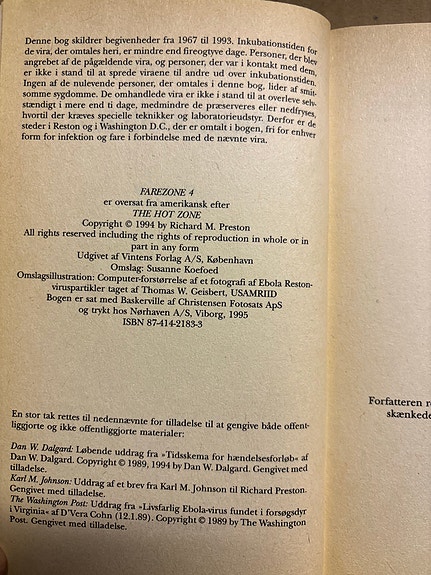 Denne bog skildrer begivenheder fra 1967 til 1993. Inkubationstiden for
de vira, der omtales heri, er mindre end fireogtyve dage. Personer, der blev
angrebet af de pågældende vira, og personer, der var i kontakt med dem,
er ikke i stand til at sprede viraene til andre ud over inkubationstiden.
Ingen af de nulevende personer, der omtales i denne bog, lider af smit-
somme sygdomme. De omhandlede vira er ikke i stand til at overleve selv-
stændigt i mere end ti dage, medmindre de præserveres eller nedfryses,
hvortil der kræves specielle teknikker og laboratorieudstyr. Derfor er de
steder i Reston og i Washington D.C., der er omtalt i bogen, fri for enhver
form for infektion og fare i forbindelse med de nævnte vira.
FAREZONE 4
er oversat fra amerikansk efter
THE HOT ZONE
Copyright © 1994 by Richard M. Preston
All rights reserved including the rights of reproduction in whole or in
part in any form
Udgivet af Vintens Forlag A/S, København
Omslag: Susanne Koefoed
Omslagsillustration: Computer-forstørrelse af et fotografi af Ebola Reston-
viruspartikler taget af Thomas W. Geisbert, USAMRIID
Bogen er sat med Baskerville af Christensen Fotosats ApS
og trykt hos Nørhaven A/S, Viborg, 1995
ISBN 87-414-2183-3
En stor tak rettes til nedennævnte for tilladelse til at gengive både offent-
liggjorte og ikke offentliggjorte materialer:
Dan W. Dalgard: Løbende uddrag fra »Tidsskema for hændelsesforløb« af
Dan W. Dalgard. Copyright © 1989, 1994 by Dan W. Dalgard. Gengivet med
tilladelse.
Karl M. Johnson: Uddrag af et brev fra Karl M. Johnson til Richard Preston.
Gengivet med tilladelse.
The Washington Post: Uddrag fra »Livsfarlig Ebola-virus fundet i forsøgsdyr
i Virginia« af D'Vera Cohn (12.1.89). Copyright © 1989 by The Washington
Post. Gengivet med tilladelse.
Forfatteren
skænkede